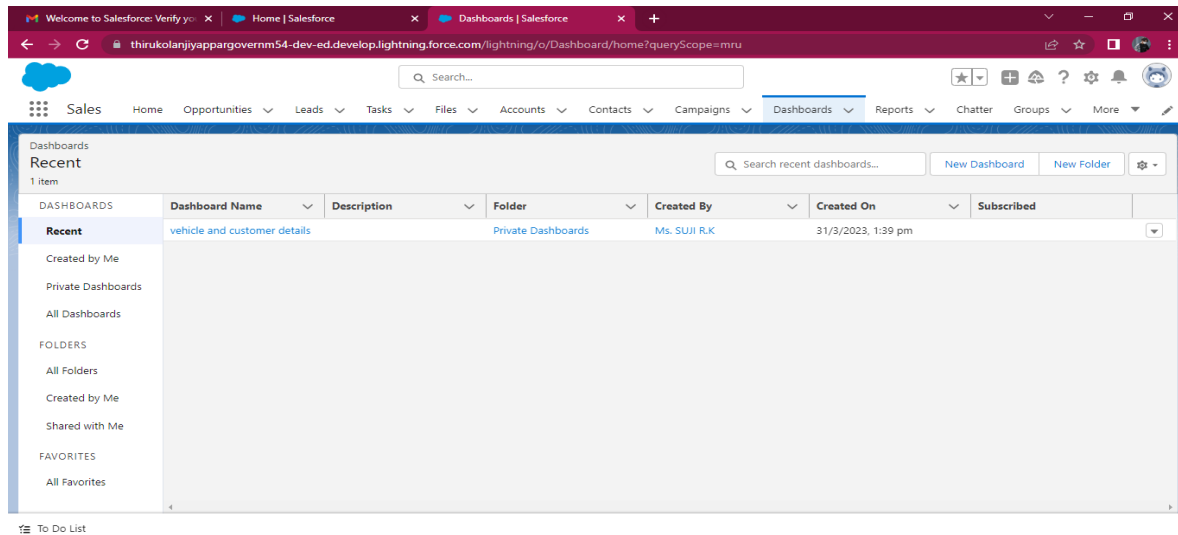 Welcome to Salesforce: Verify yo
Home | Salesforce
Dashboards | Salesforce
thirukolanjiyappargovernm54-dev-ed.develop.lightning.force.com/lightning/o/Dashboard/home?queryScope=mru
Search...
Sales Home Opportunities Leads Tasks Files Accounts Contacts Campaigns Dashboards Reports Chatter Groups More
Dashboards
Recent
1 item
Search recent dashboards...
New Dashboard
New Folder
DASHBOARDS
Recent
Created by Me
Private Dashboards
All Dashboards
FOLDERS
All Folders
Created by Me
Shared with Me
FAVORITES
All Favorites
Dashboard Name Description Folder Created By Created On Subscribed
vehicle and customer details Private Dashboards Ms. SUJI R.K 31/3/2023, 1:39 pm
To Do List